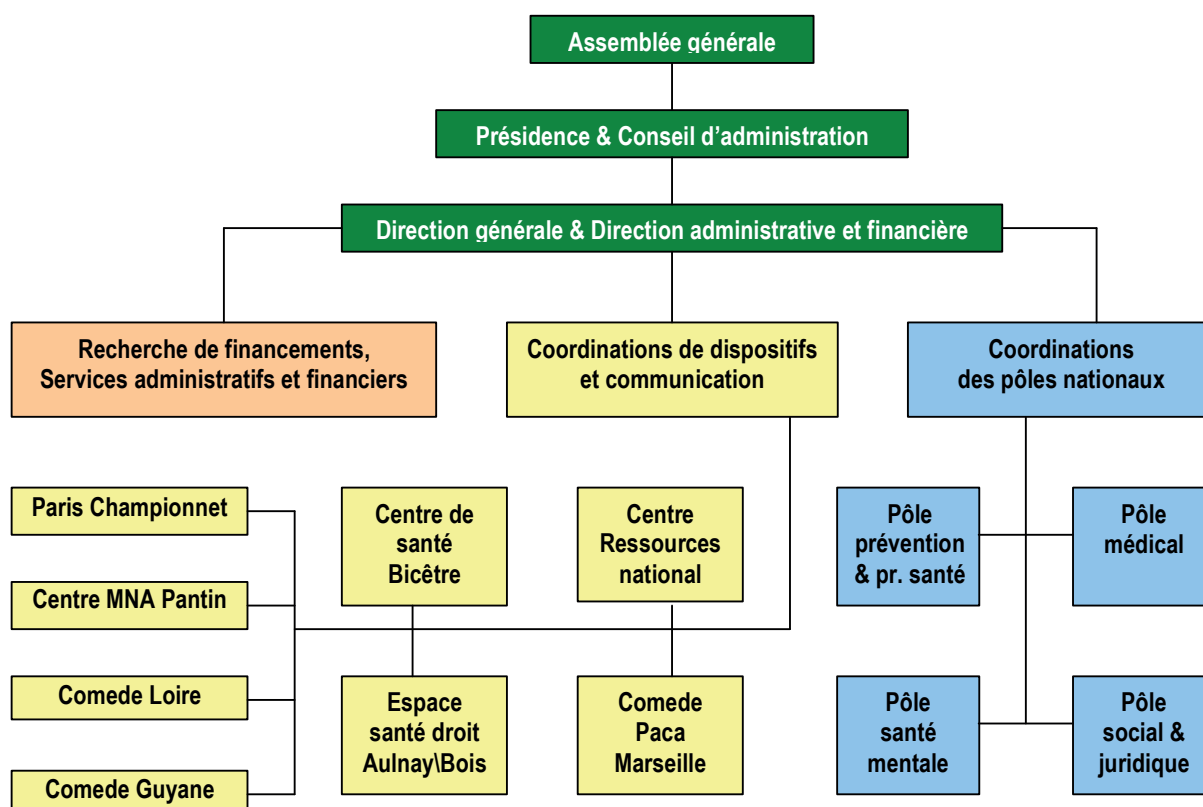 Assemblée générale
Présidence & Conseil d’administration
Direction générale & Direction administrative et financière
Recherche de financements,
Services administratifs et financiers
Coordinations de dispositifs
et communication
Coordinations
des pôles nationaux
Paris Championnet
Centre MNA Pantin
Comede Loire
Comede Guyane
Centre de
santé
Bicêtre
Centre
Ressources
national
Espace
santé droit
Aulnay\Bois
Comede
Paca
Marseille
Pôle
prévention
& pr. santé
Pôle
médical
Pôle
santé
mentale
Pôle
social &
juridique